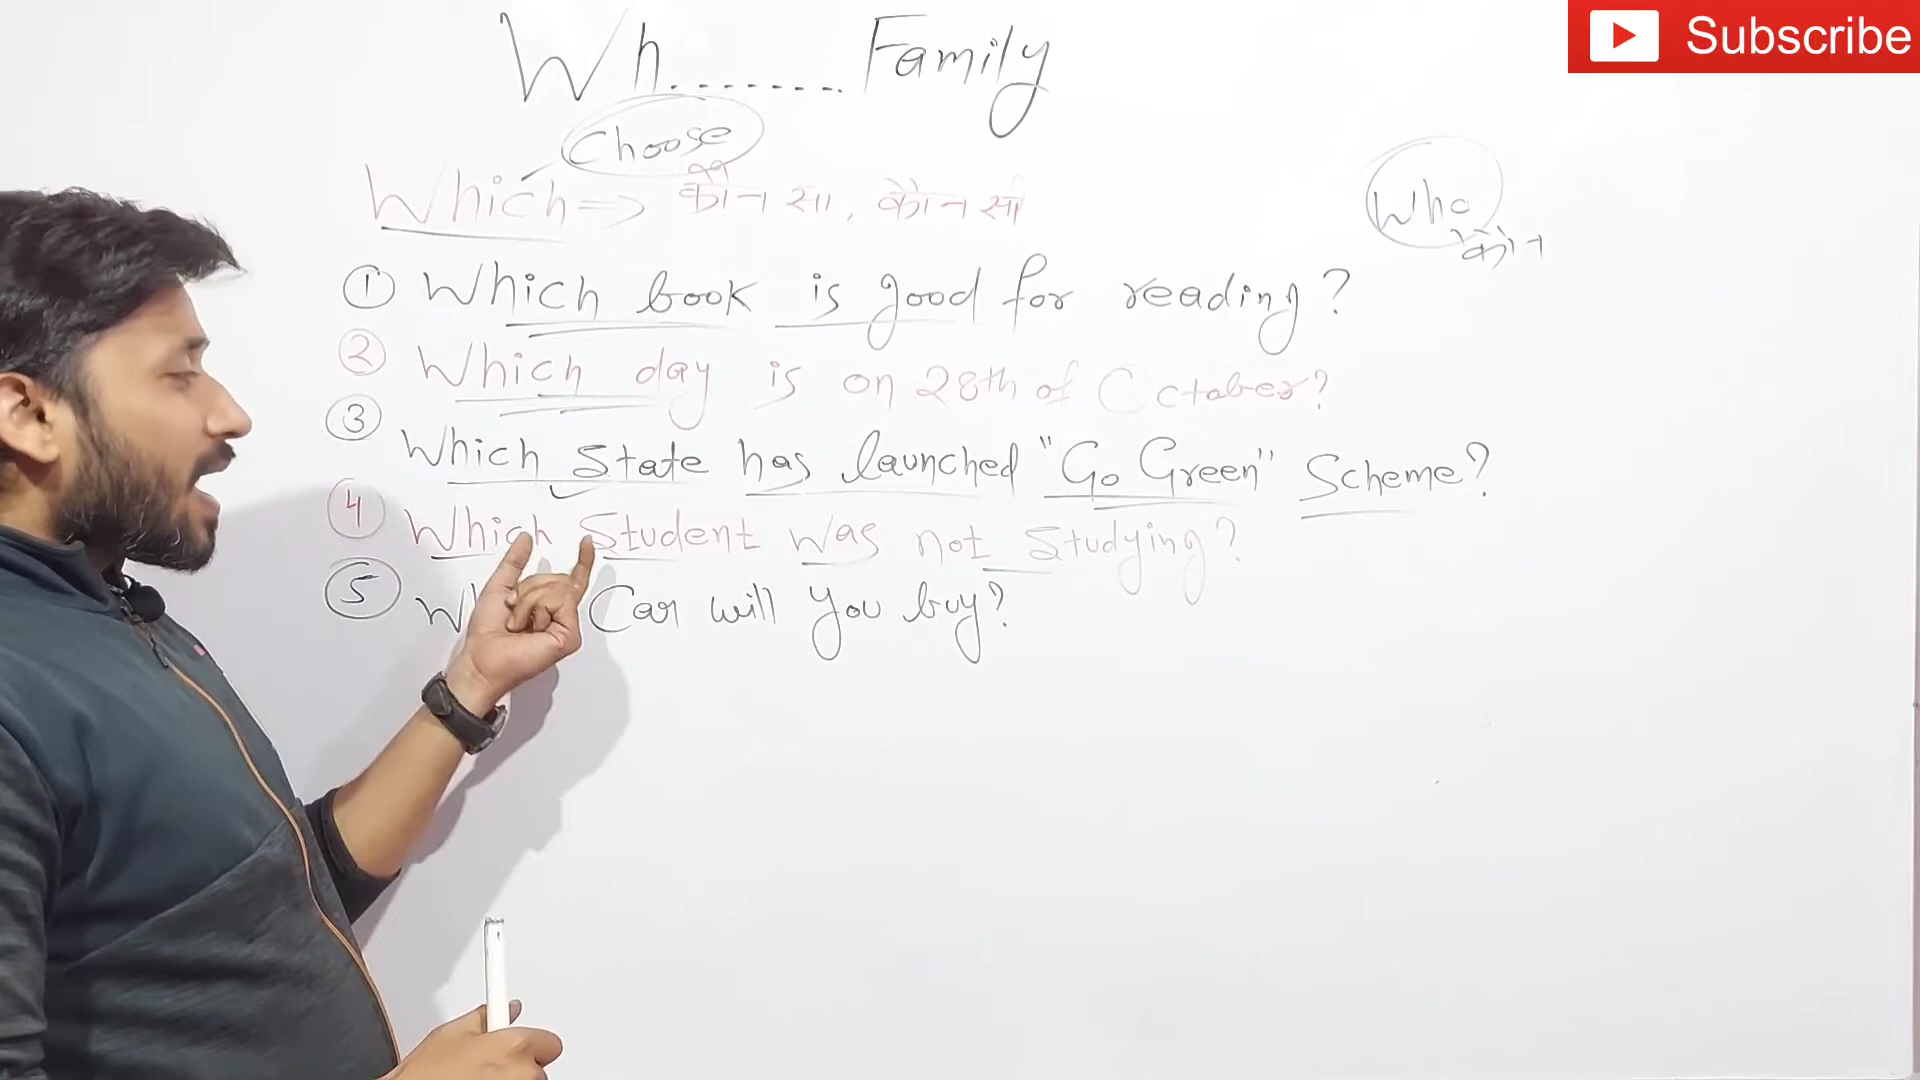 Subscribe
Wh......... Family
Choose
Which => कौन सा, कौन सी
Who
कौन
① Which book is good for reading?
② Which day is on 28th of October?
③ Which State has launched "Go Green" Scheme?
④ Which Student was not Studying?
⑤ Car will you buy?